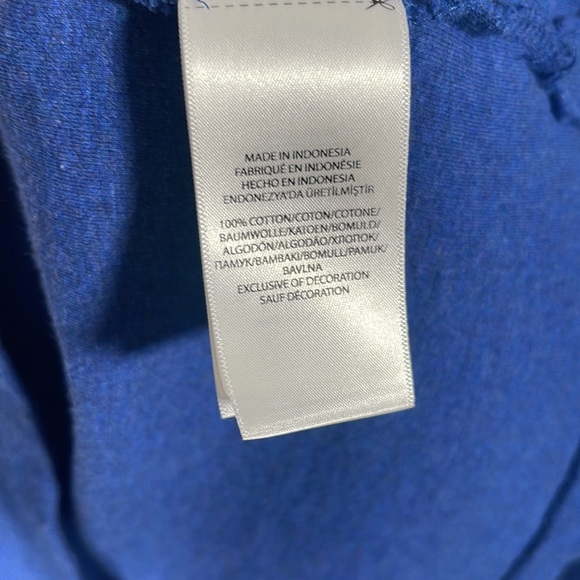 MADE IN INDONESIA
FABRIQUÉ EN INDONÉSIE
HECHO EN INDONESIA
ENDONEZYA'DA ÜRETİLMİŞTİR
100% COTTON/COTON/COTONE/
BAUMWOLLE/KATOEN/BOMULD/
ALGODÓN/ALGODÃO/ХЛОПОК/
ПАМУК/BAMBAKI/BOMULL/PAMUK/
BAVLNA
EXCLUSIVE OF DECORATION
SAUF DÉCORATION